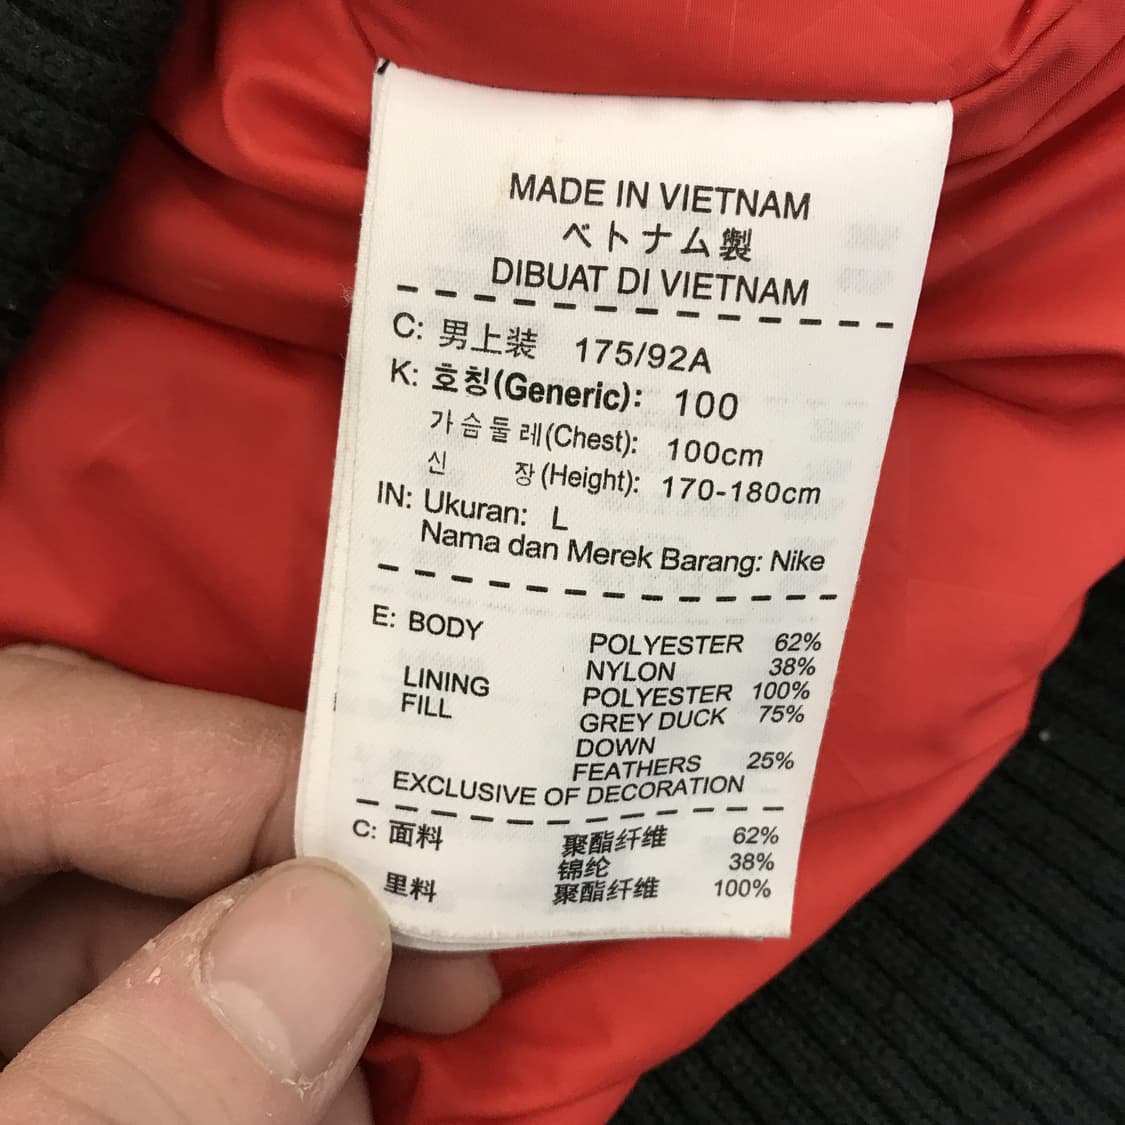 MADE IN VIETNAM
ベトナム製
DIBUAT DI VIETNAM
C: 男上装 175/92A
K: 호칭(Generic): 100
가슴둘레(Chest): 100cm
신 장(Height): 170-180cm
IN: Ukuran: L
Nama dan Merek Barang: Nike
E: BODY POLYESTER 62%
NYLON 38%
LINING POLYESTER 100%
FILL GREY DUCK 75%
DOWN
FEATHERS 25%
EXCLUSIVE OF DECORATION
C: 面料 聚酯纤维 62%
锦纶 38%
里料 聚酯纤维 100%